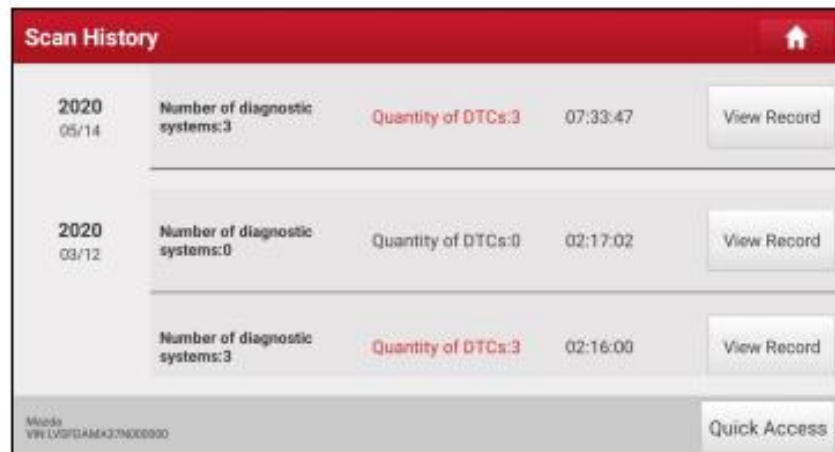 Scan History
2020
05/14
Number of diagnostic
systems:3
Quantity of DTCs:3
07:33:47
View Record
2020
03/12
Number of diagnostic
systems:0
Quantity of DTCs:0
02:17:02
View Record
Number of diagnostic
systems:3
Quantity of DTCs:3
02:16:00
View Record
Mazda
VIN
Quick Access